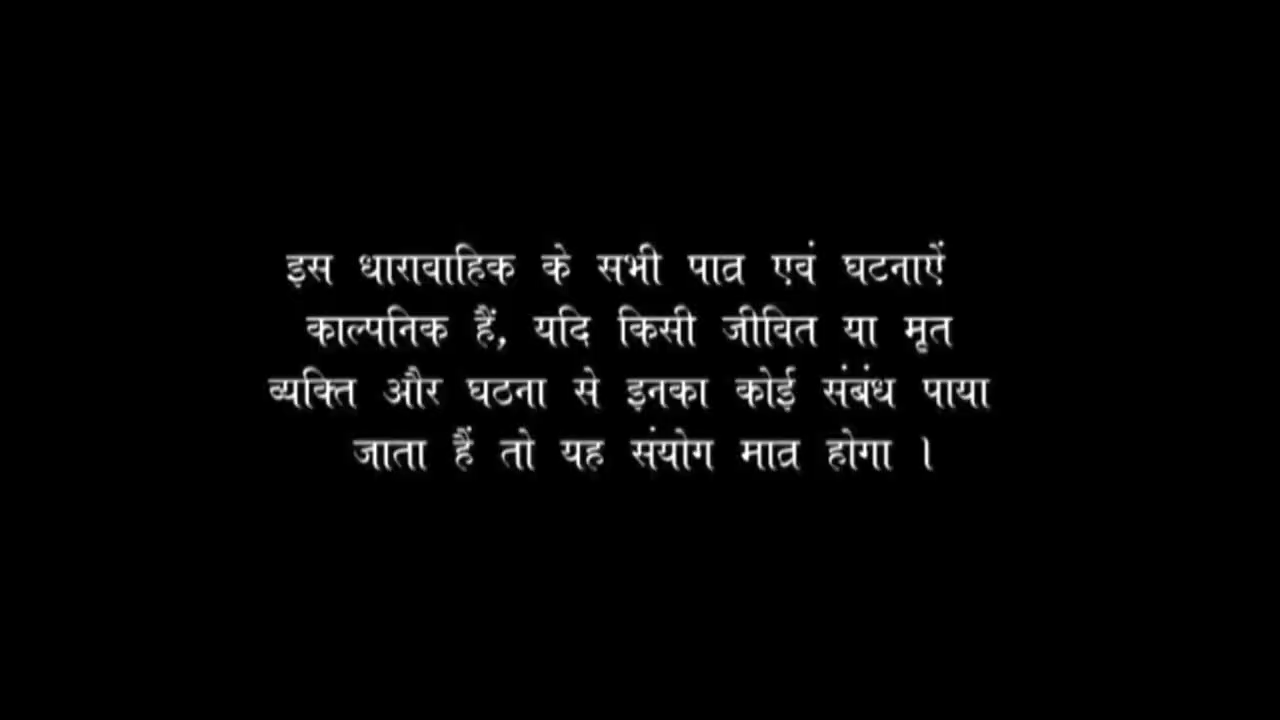 इस धारावाहिक के सभी पात्र एवं घटनाऐं
काल्पनिक हैं, यदि किसी जीवित या मृत
व्यक्ति और घटना से इनका कोई संबंध पाया
जाता हैं तो यह संयोग मात्र होगा ।